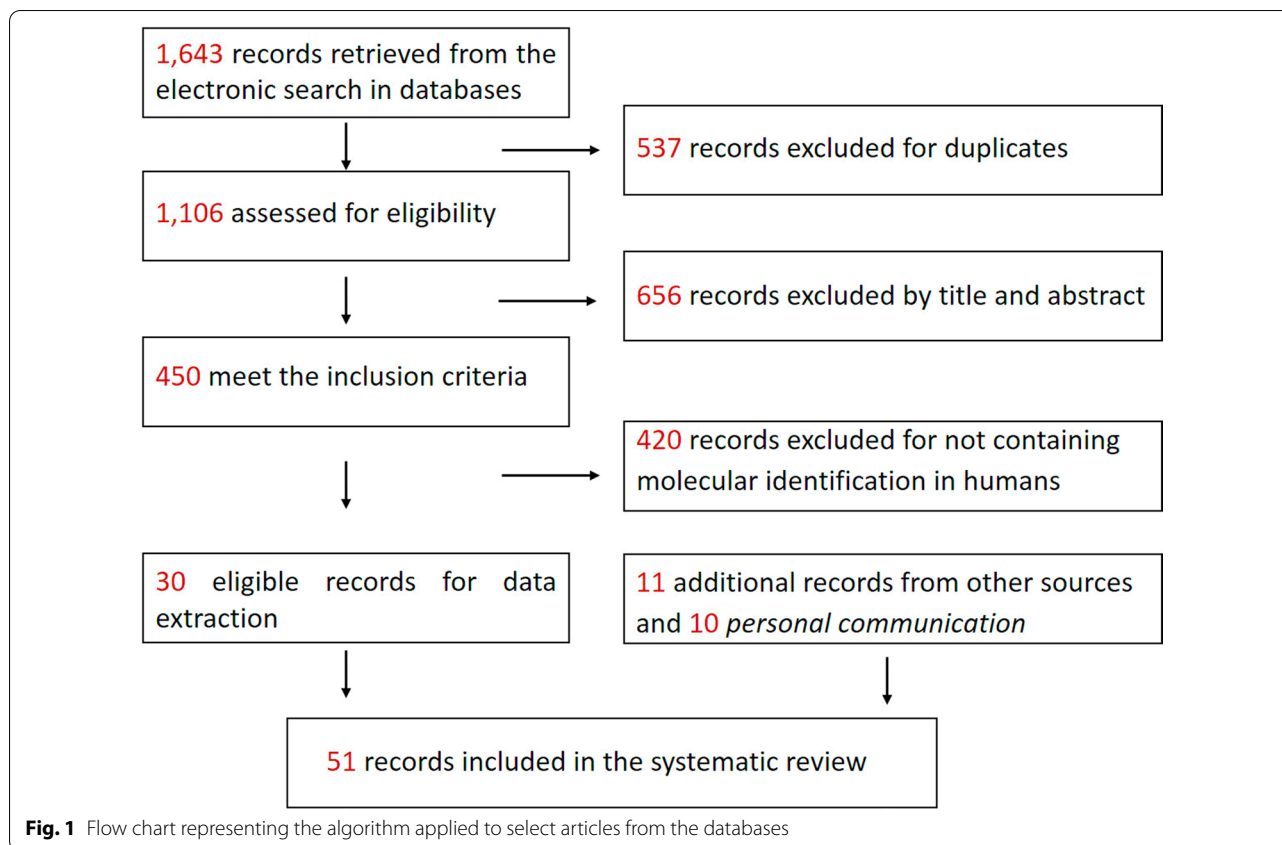 1,643 records retrieved from the
electronic search in databases
537 records excluded for duplicates
1,106 assessed for eligibility
656 records excluded by title and abstract
450 meet the inclusion criteria
420 records excluded for not containing
molecular identification in humans
30 eligible records for data
extraction
11 additional records from other sources
and 10 personal communication
51 records included in the systematic review
Fig. 1 Flow chart representing the algorithm applied to select articles from the databases